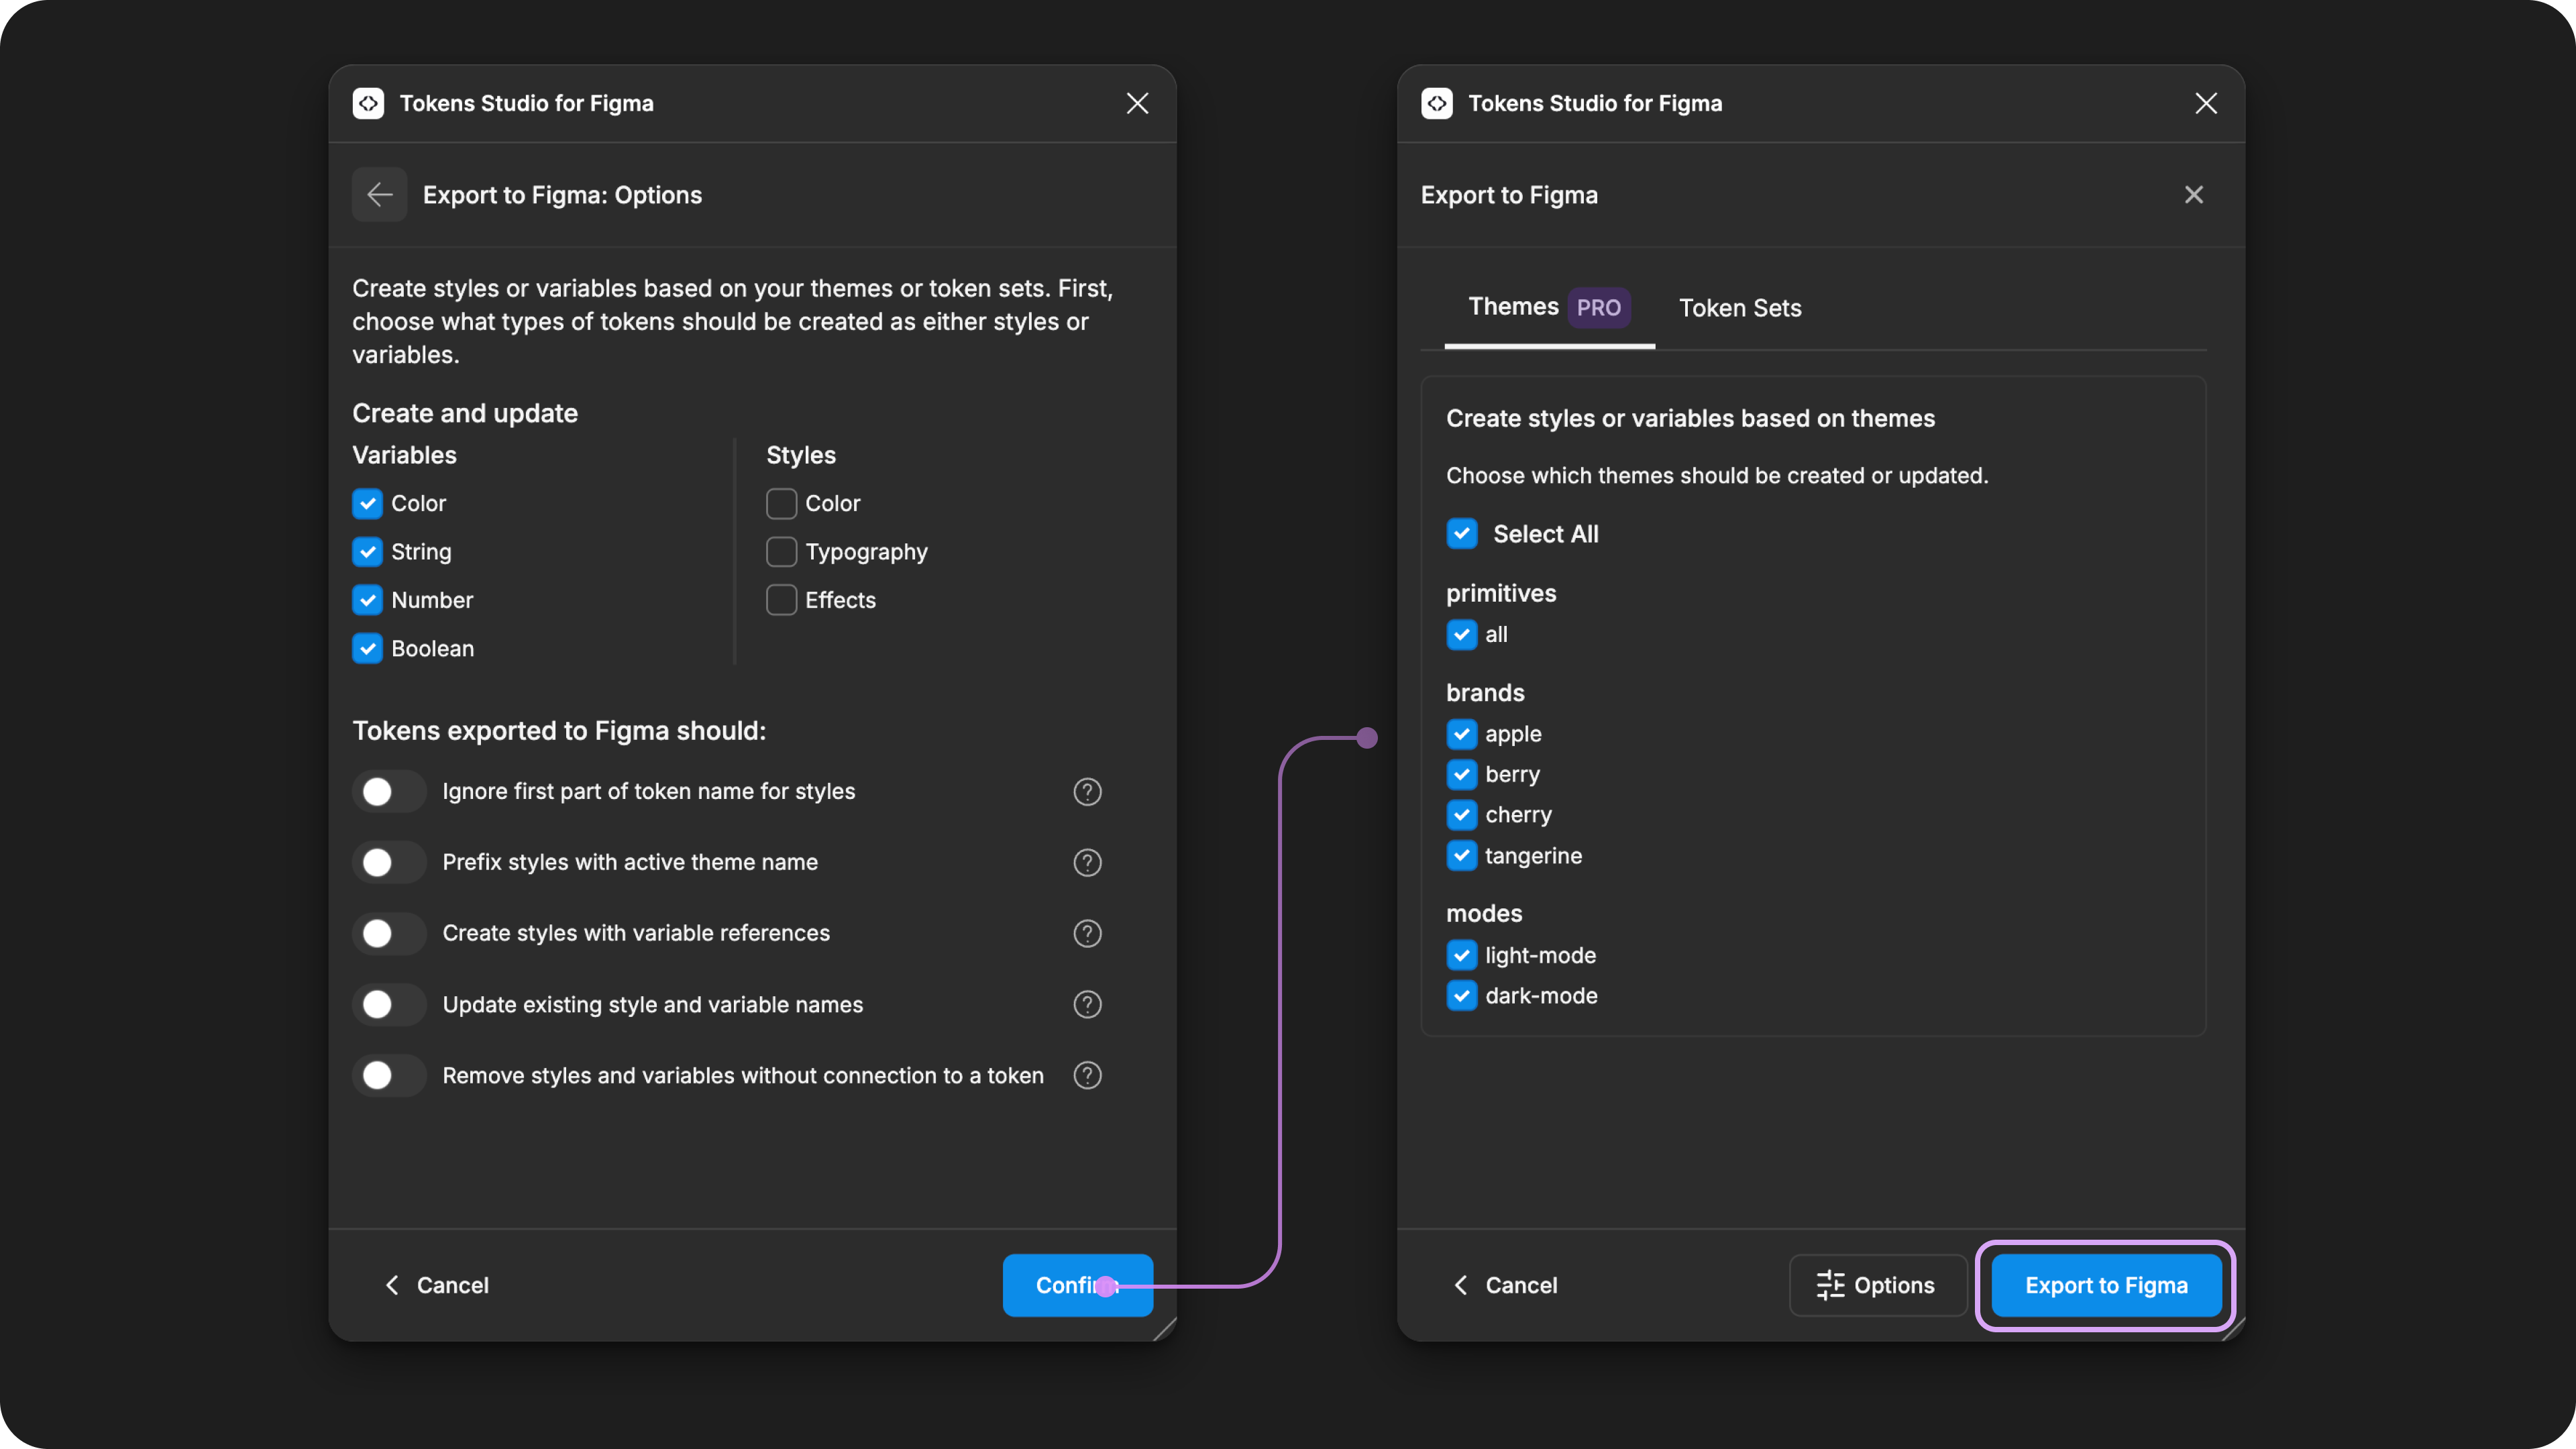 Tokens Studio for Figma
Export to Figma: Options
Create styles or variables based on your themes or token sets. First,
choose what types of tokens should be created as either styles or
variables.
Create and update
Variables
Color
String
Number
Boolean
Styles
Color
Typography
Effects
Tokens exported to Figma should:
Ignore first part of token name for styles
Prefix styles with active theme name
Create styles with variable references
Update existing style and variable names
Remove styles and variables without connection to a token
Cancel
Confirm
Tokens Studio for Figma
Export to Figma
Themes PRO
Token Sets
Create styles or variables based on themes
Choose which themes should be created or updated.
Select All
primitives
all
brands
apple
berry
cherry
tangerine
modes
light-mode
dark-mode
Cancel
Options
Export to Figma